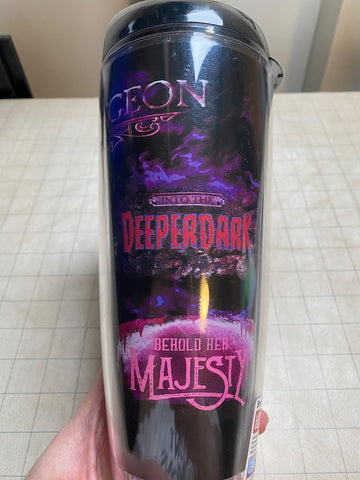 GEON
INTO THE
DEEPERDARK
BEHOLD HER
MAJESTY